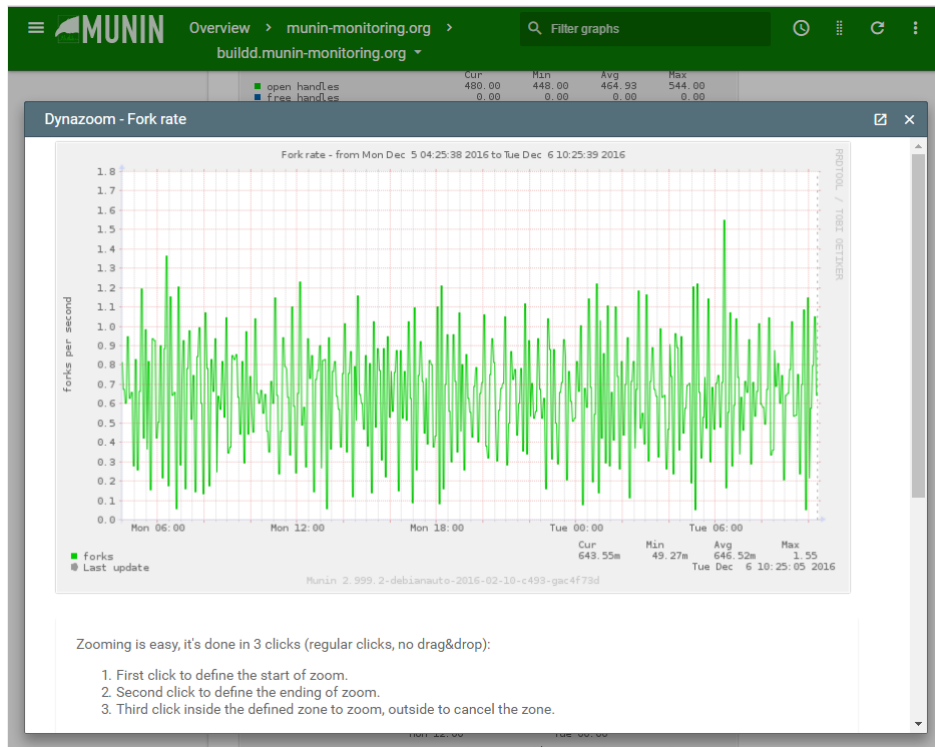 MUNIN
Overview > munin-monitoring.org >
buildd.munin-monitoring.org
Filter graphs
Cur Min Avg Max
open handles 480.00 448.00 464.93 544.00
free handles 0.00 0.00 0.00 0.00
Dynazoom - Fork rate
Fork rate - from Mon Dec 5 04:25:38 2016 to Tue Dec 6 10:25:39 2016
RRDTOOL / TOBI OETIKER
forks per second
1.8
1.7
1.6
1.5
1.4
1.3
1.2
1.1
1.0
0.9
0.8
0.7
0.6
0.5
0.4
0.3
0.2
0.1
0.0
Mon 06:00 Mon 12:00 Mon 18:00 Tue 00:00 Tue 06:00
Cur Min Avg Max
forks 643.55m 49.27m 646.52m 1.55
Last update Tue Dec 6 10:25:05 2016
Munin 2.999.2-debianauto-2016-02-10-c493-gac4f73d
Zooming is easy, it's done in 3 clicks (regular clicks, no drag&drop):
1. First click to define the start of zoom.
2. Second click to define the ending of zoom.
3. Third click inside the defined zone to zoom, outside to cancel the zone.
Mon 12:00 Tue 00:00